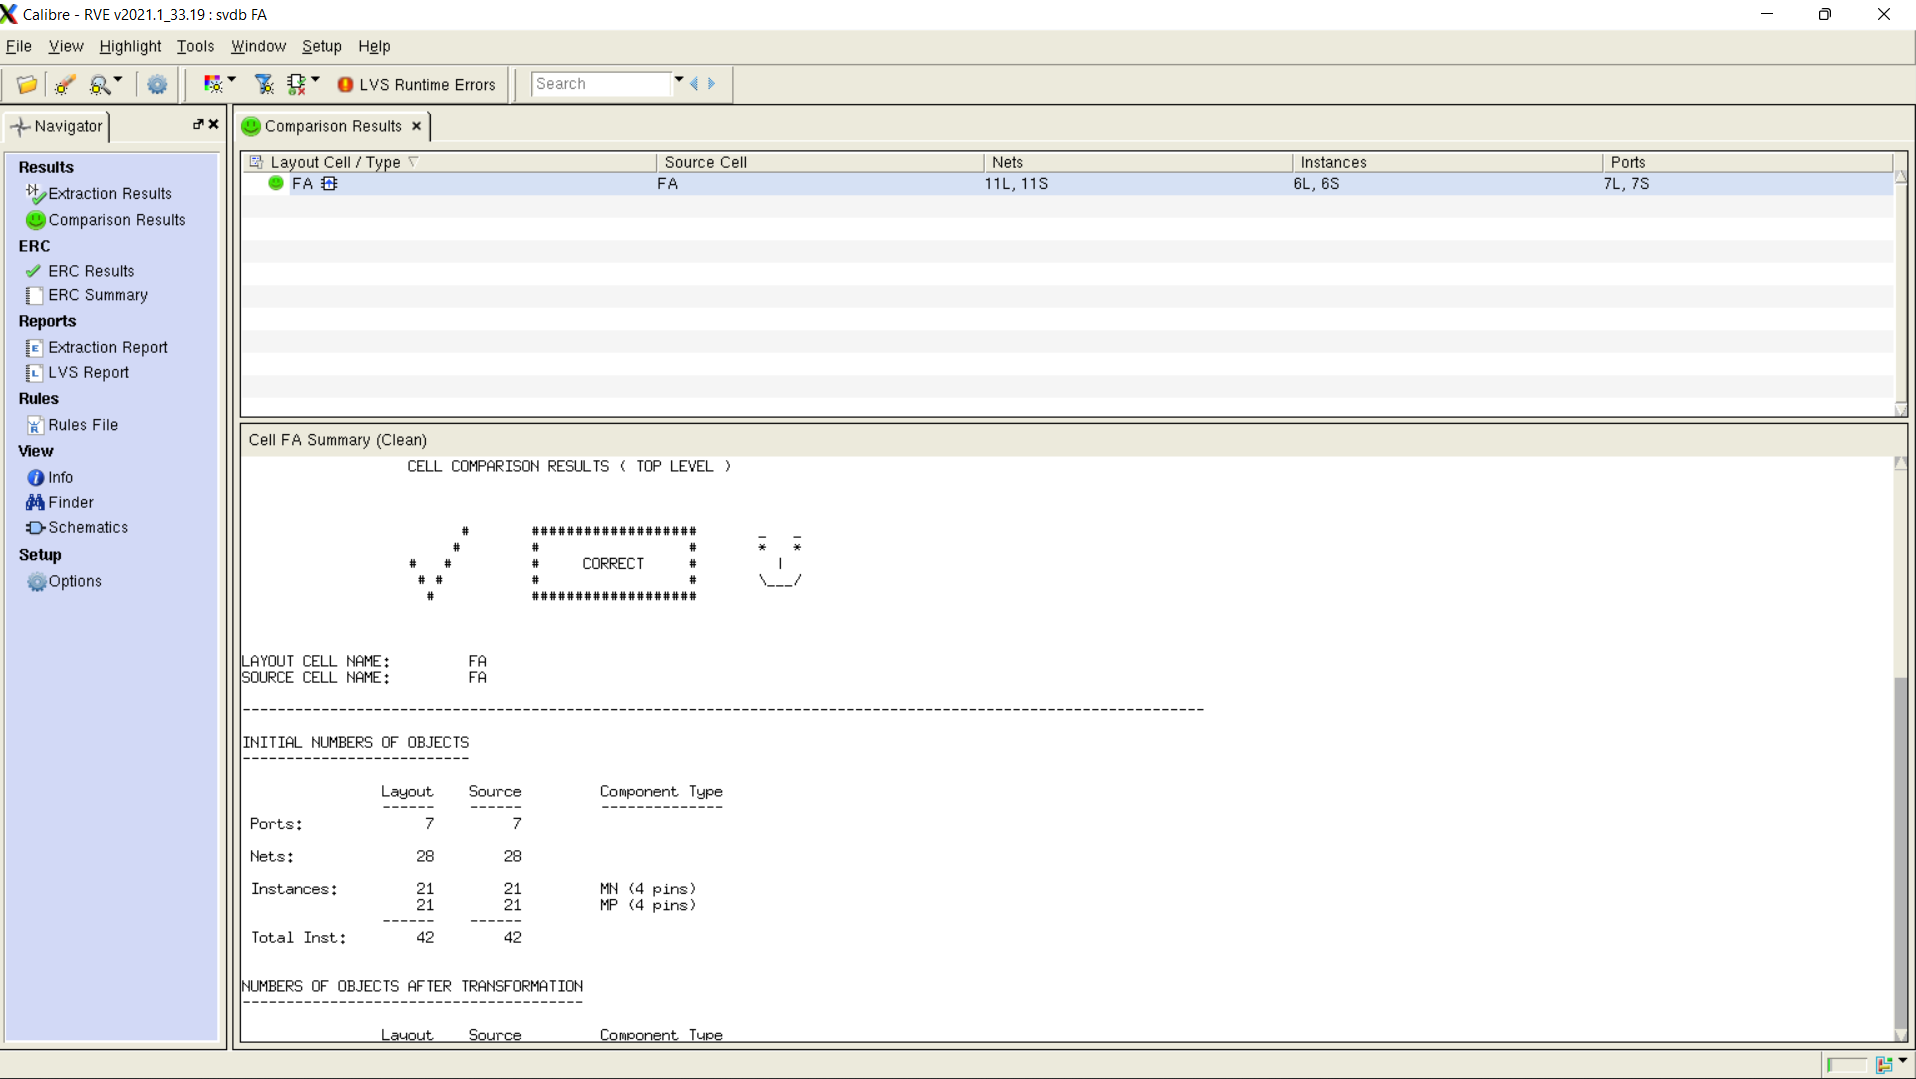 Calibre - RVE v2021.1_33.19 : svdb FA
File View Highlight Tools Window Setup Help
LVS Runtime Errors Search
Navigator
Results
Extraction Results
Comparison Results
ERC
ERC Results
ERC Summary
Reports
Extraction Report
LVS Report
Rules
Rules File
View
Info
Finder
Schematics
Setup
Options
Comparison Results
Layout Cell / Type Source Cell Nets Instances Ports
FA FA 11L, 11S 6L, 6S 7L, 7S
Cell FA Summary (Clean)
CELL COMPARISON RESULTS ( TOP LEVEL )
# ################### _ _
# # # * *
# # # CORRECT # |
# # # # \___/
# ###################
LAYOUT CELL NAME: FA
SOURCE CELL NAME: FA
--------------------------------------------------------------------------------------------------------------
INITIAL NUMBERS OF OBJECTS
--------------------------
Layout Source Component Type
------ ------ --------------
Ports: 7 7
Nets: 28 28
Instances: 21 21 MN (4 pins)
21 21 MP (4 pins)
------ ------
Total Inst: 42 42
NUMBERS OF OBJECTS AFTER TRANSFORMATION
---------------------------------------
Layout Source Component Type